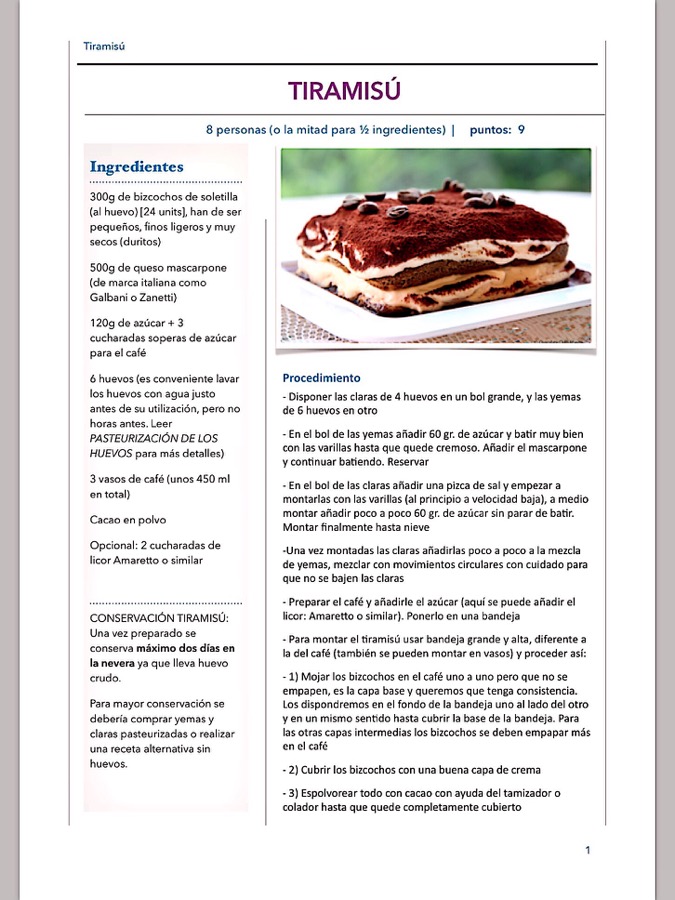 Tiramisú
TIRAMISÚ
8 personas (o la mitad para ½ ingredientes) | puntos: 9
Ingredientes
300g de bizcochos de soletilla
(al huevo) [24 units], han de ser
pequeños, finos ligeros y muy
secos (duritos)
500g de queso mascarpone
(de marca italiana como
Galbani o Zanetti)
120g de azúcar + 3
cucharadas soperas de azúcar
para el café
6 huevos (es conveniente lavar
los huevos con agua justo
antes de su utilización, pero no
horas antes. Leer
PASTEURIZACIÓN DE LOS
HUEVOS para más detalles)
3 vasos de café (unos 450 ml
en total)
Cacao en polvo
Opcional: 2 cucharadas de
licor Amaretto o similar
CONSERVACIÓN TIRAMISÚ:
Una vez preparado se
conserva máximo dos días en
la nevera ya que lleva huevo
crudo.
Para mayor conservación se
debería comprar yemas y
claras pasteurizadas o realizar
una receta alternativa sin
huevos.
Procedimiento
- Disponer las claras de 4 huevos en un bol grande, y las yemas
de 6 huevos en otro
- En el bol de las yemas añadir 60 gr. de azúcar y batir muy bien
con las varillas hasta que quede cremoso. Añadir el mascarpone
y continuar batiendo. Reservar
- En el bol de las claras añadir una pizca de sal y empezar a
montarlas con las varillas (al principio a velocidad baja), a medio
montar añadir poco a poco 60 gr. de azúcar sin parar de batir.
Montar finalmente hasta nieve
-Una vez montadas las claras añadirlas poco a poco a la mezcla
de yemas, mezclar con movimientos circulares con cuidado para
que no se bajen las claras
- Preparar el café y añadirle el azúcar (aquí se puede añadir el
licor: Amaretto o similar). Ponerlo en una bandeja
- Para montar el tiramisú usar bandeja grande y alta, diferente a
la del café (también se pueden montar en vasos) y proceder así:
- 1) Mojar los bizcochos en el café uno a uno pero que no se
empapen, es la capa base y queremos que tenga consistencia.
Los dispondremos en el fondo de la bandeja uno al lado del otro
y en un mismo sentido hasta cubrir la base de la bandeja. Para
las otras capas intermedias los bizcochos se deben empapar más
en el café
- 2) Cubrir los bizcochos con una buena capa de crema
- 3) Espolvorear todo con cacao con ayuda del tamizador o
colador hasta que quede completamente cubierto
1